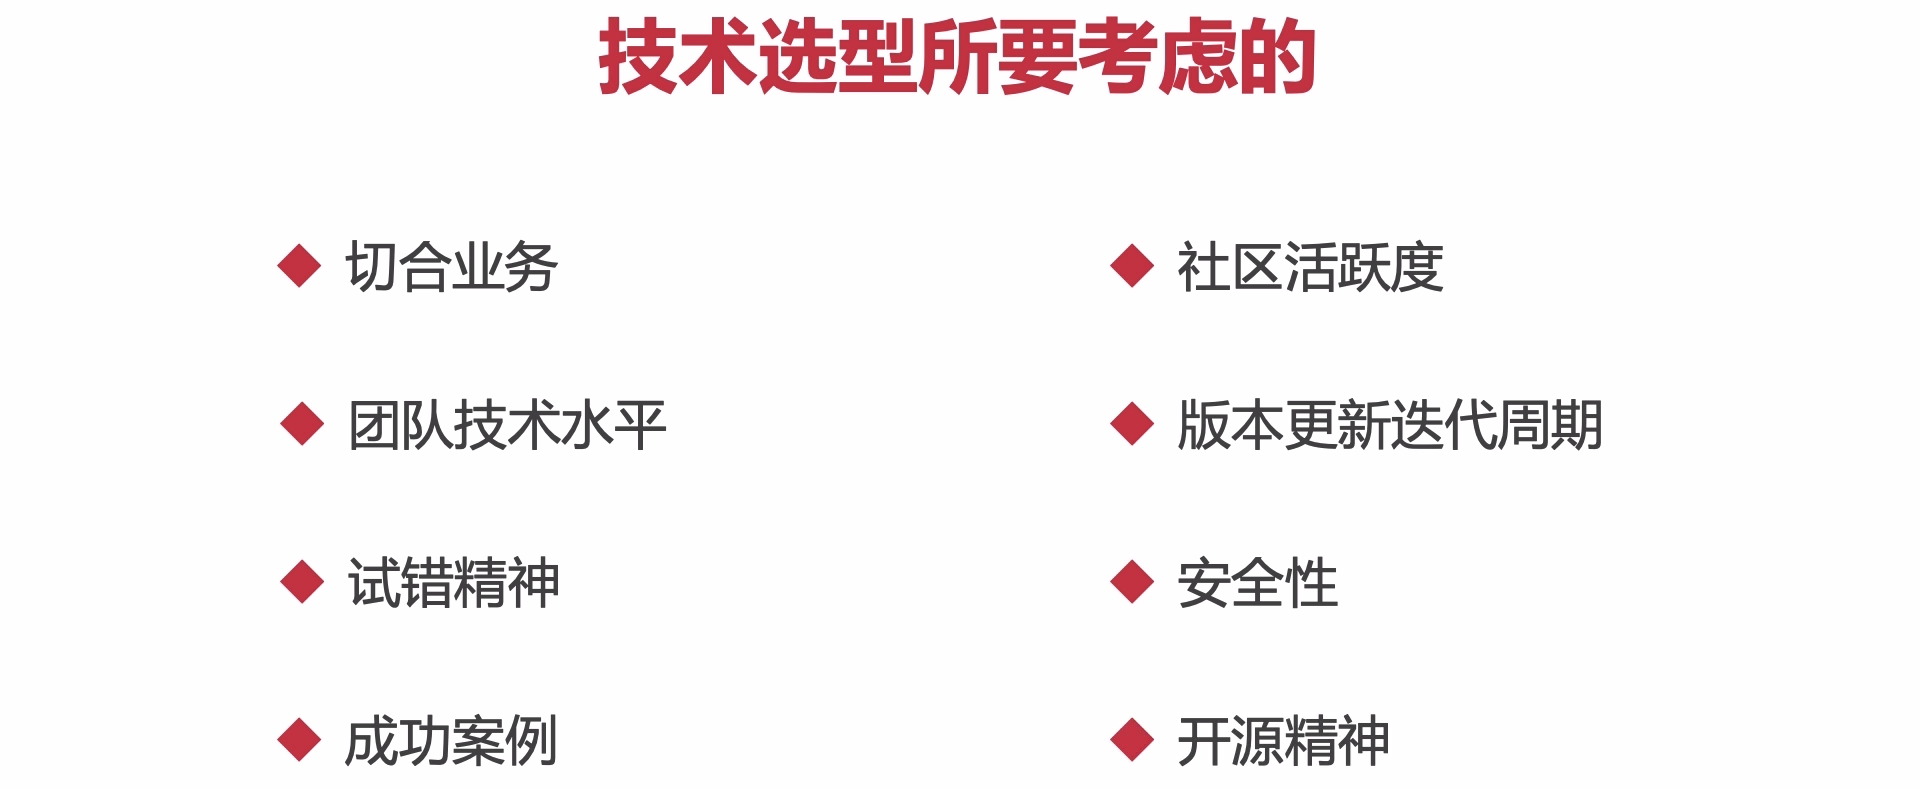 技术选型所要考虑的
切合业务
社区活跃度
团队技术水平
版本更新迭代周期
试错精神
安全性
成功案例
开源精神